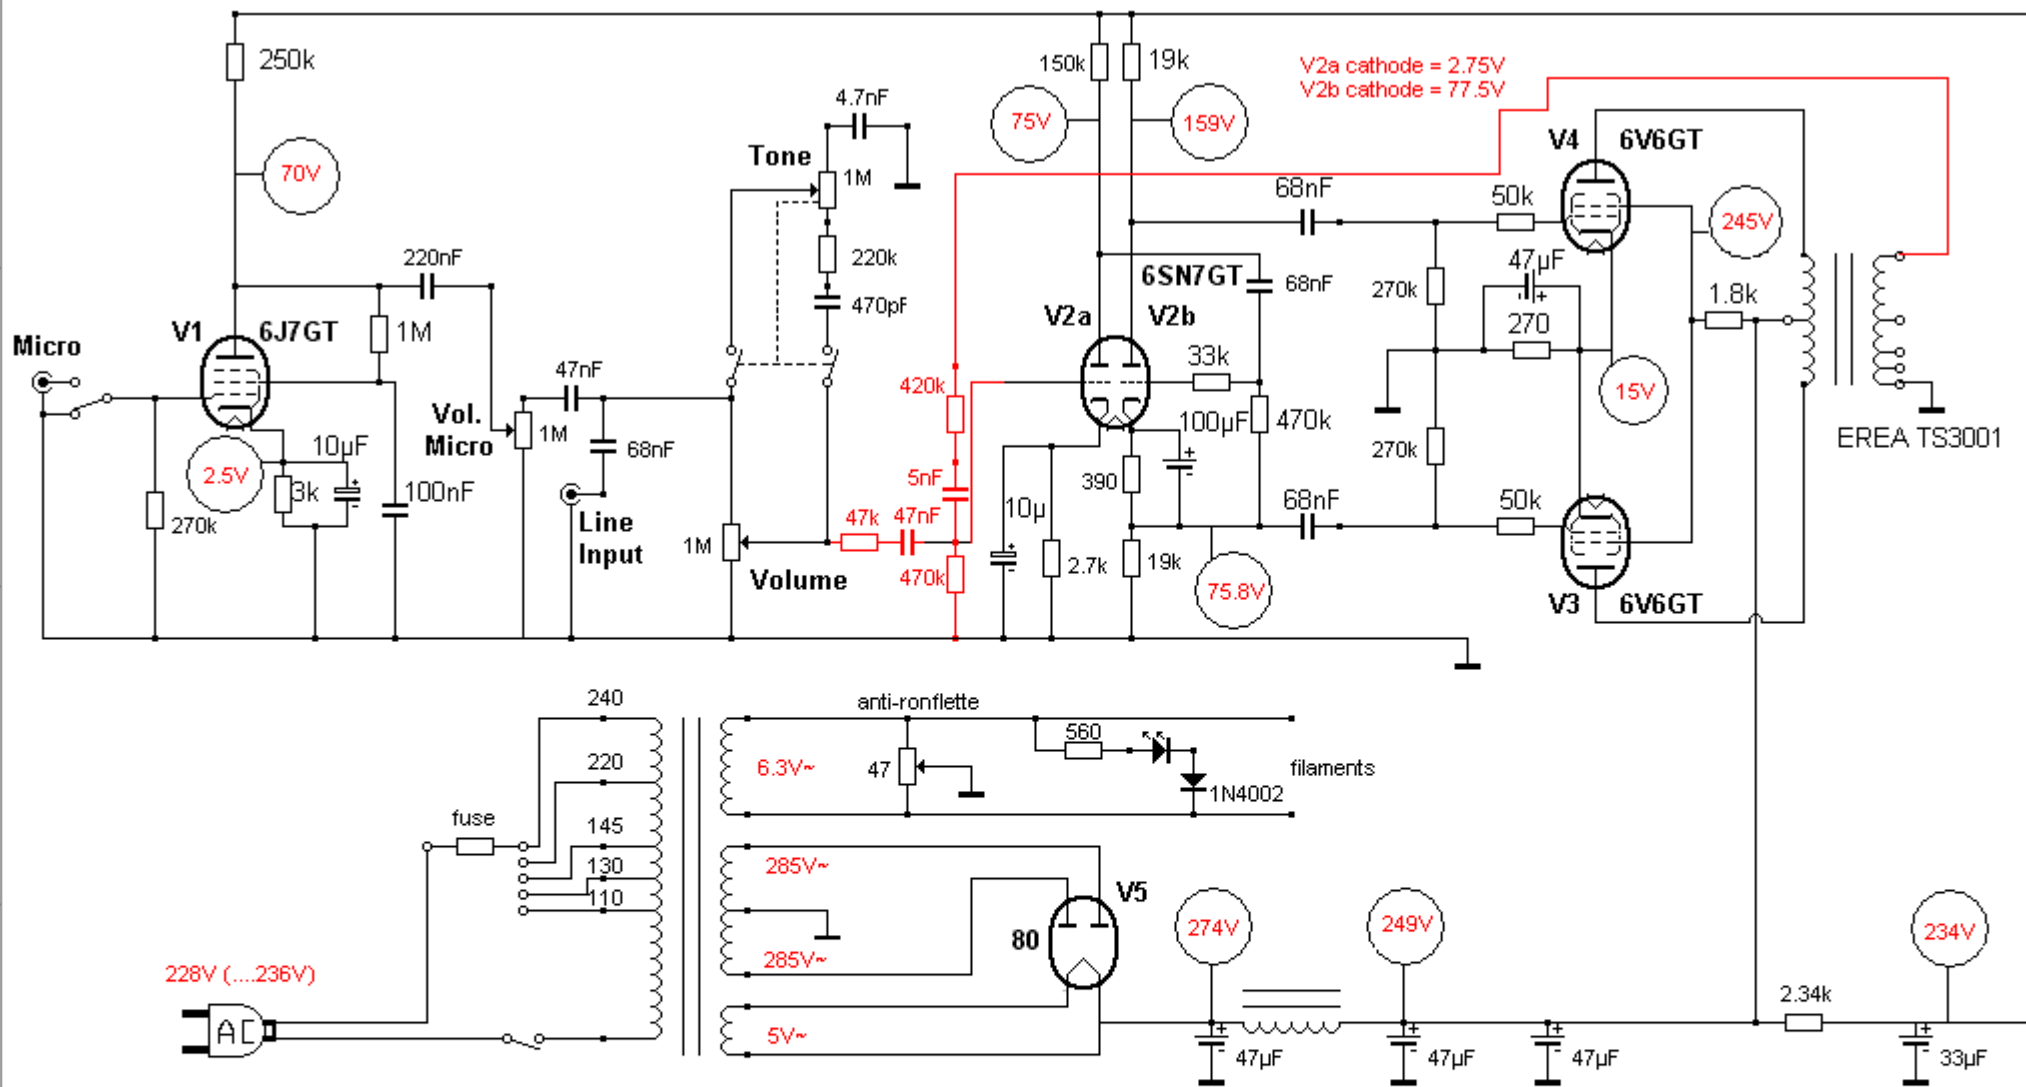 250k
70V
220nF
V1
6J7GT
1M
Micro
10µF
2.5V
3k
100nF
270k
Vol.
Micro
1M
47nF
68nF
Line
Input
4.7nF
Tone
1M
220k
470pF
1M
Volume
47k
47nF
420k
5nF
470k
150k
19k
75V
159V
V2a cathode = 2.75V
V2b cathode = 77.5V
6SN7GT
V2a
V2b
68nF
68nF
33k
470k
100µF
390
10µ
2.7k
19k
75.8V
68nF
V4
6V6GT
50k
245V
47µF
270k
270
1.8k
15V
270k
50k
V3
6V6GT
EREA TS3001
240
220
145
130
110
fuse
228V (....236V)
AC
anti-ronflette
6.3V~
47
560
1N4002
filaments
285V~
285V~
5V~
V5
80
274V
249V
234V
2.34k
47µF
47µF
47µF
33µF